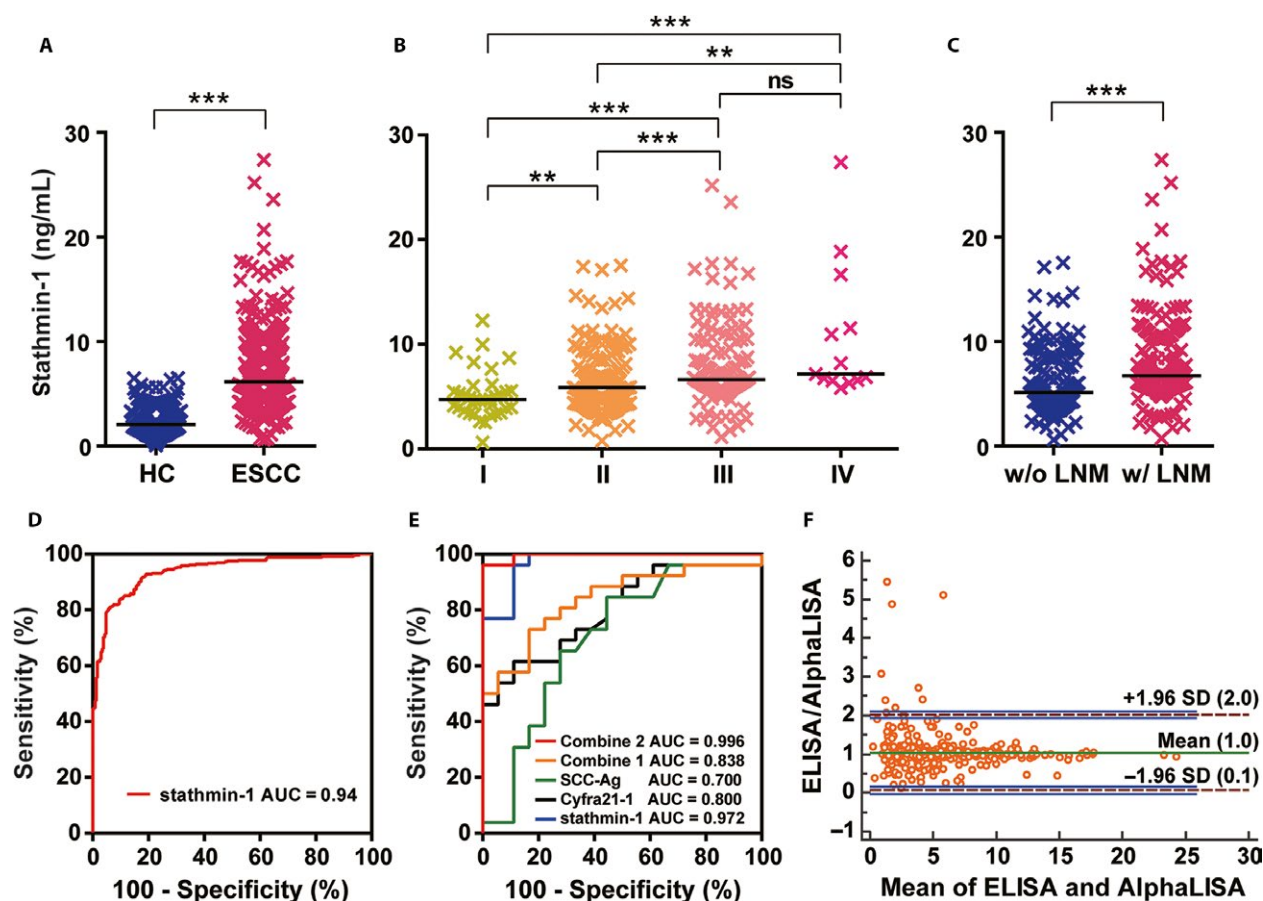 A
***
Stathmin-1 (ng/mL)
30
20
10
0
HC ESCC
B
***
**
ns
***
***
**
30
20
10
0
I II III IV
C
***
30
20
10
0
w/o LNM w/ LNM
D
Sensitivity (%)
100
80
60
40
20
0
stathmin-1 AUC = 0.94
0 20 40 60 80 100
100 - Specificity (%)
E
Sensitivity (%)
100
80
60
40
20
0
Combine 2 AUC = 0.996
Combine 1 AUC = 0.838
SCC-Ag AUC = 0.700
Cyfra21-1 AUC = 0.800
stathmin-1 AUC = 0.972
0 20 40 60 80 100
100 - Specificity (%)
F
ELISA/AlphaLISA
6
5
4
3
2
1
0
–1
+1.96 SD (2.0)
Mean (1.0)
–1.96 SD (0.1)
0 5 10 15 20 25 30
Mean of ELISA and AlphaLISA